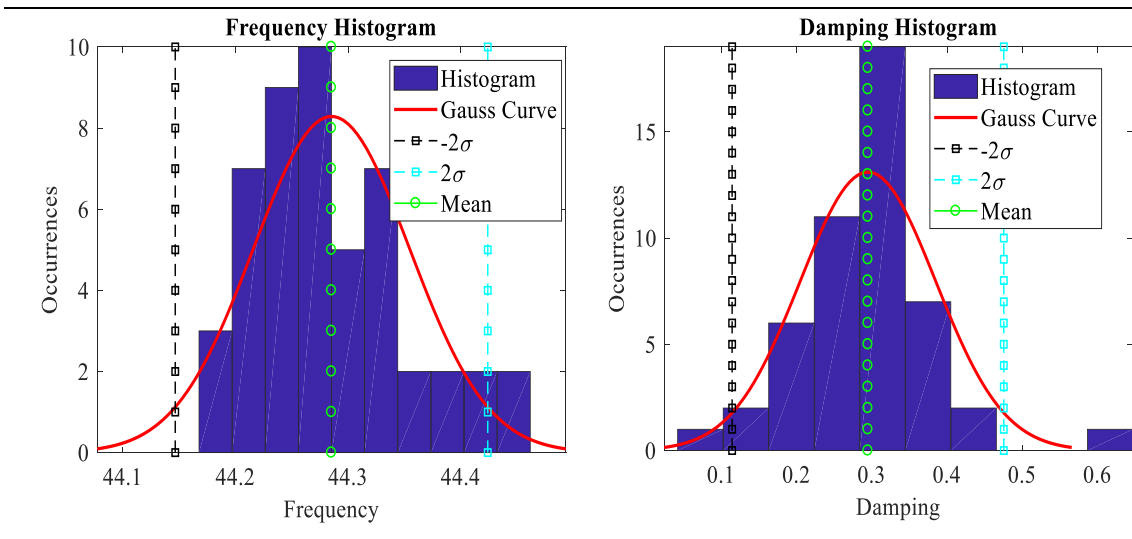 Frequency Histogram
10
8
6
4
2
0
Occurrences
44.1
44.2
44.3
44.4
Frequency
Histogram
Gauss Curve
-2σ
2σ
Mean
Damping Histogram
15
10
5
0
Occurrences
0.1
0.2
0.3
0.4
0.5
0.6
Damping
Histogram
Gauss Curve
-2σ
2σ
Mean